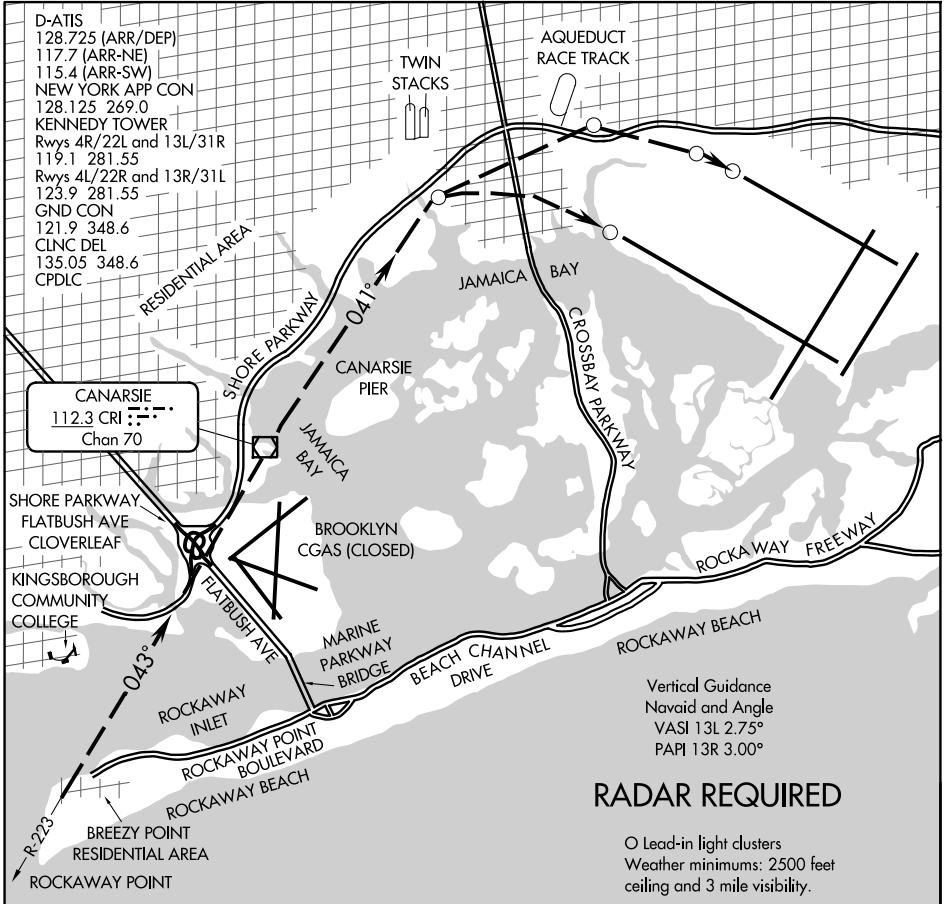 D-ATIS
128.725 (ARR/DEP)
117.7 (ARR-NE)
115.4 (ARR-SW)
NEW YORK APP CON
128.125 269.0
KENNEDY TOWER
Rwys 4R/22L and 13L/31R
119.1 281.55
Rwys 4L/22R and 13R/31L
123.9 281.55
GND CON
121.9 348.6
CLNC DEL
135.05 348.6
CPDLC
TWIN
STACKS
AQUEDUCT
RACE TRACK
RESIDENTIAL AREA
SHORE PARKWAY
041°
JAMAICA BAY
CROSSBAY PARKWAY
CANARSIE
PIER
CANARSIE
112.3 CRI
Chan 70
JAMAICA
BAY
SHORE PARKWAY
FLATBUSH AVE
CLOVERLEAF
BROOKLYN
CGAS (CLOSED)
KINGSBOROUGH
COMMUNITY
COLLEGE
FLATBUSH AVE
043°
MARINE
PARKWAY
BRIDGE
BEACH CHANNEL
DRIVE
ROCKAWAY FREEWAY
ROCKAWAY BEACH
ROCKAWAY
INLET
ROCKAWAY POINT
BOULEVARD
ROCKAWAY BEACH
R-223
BREEZY POINT
RESIDENTIAL AREA
ROCKAWAY POINT
Vertical Guidance
Navaid and Angle
VASI 13L 2.75°
PAPI 13R 3.00°
RADAR REQUIRED
O Lead-in light clusters
Weather minimums: 2500 feet
ceiling and 3 mile visibility.